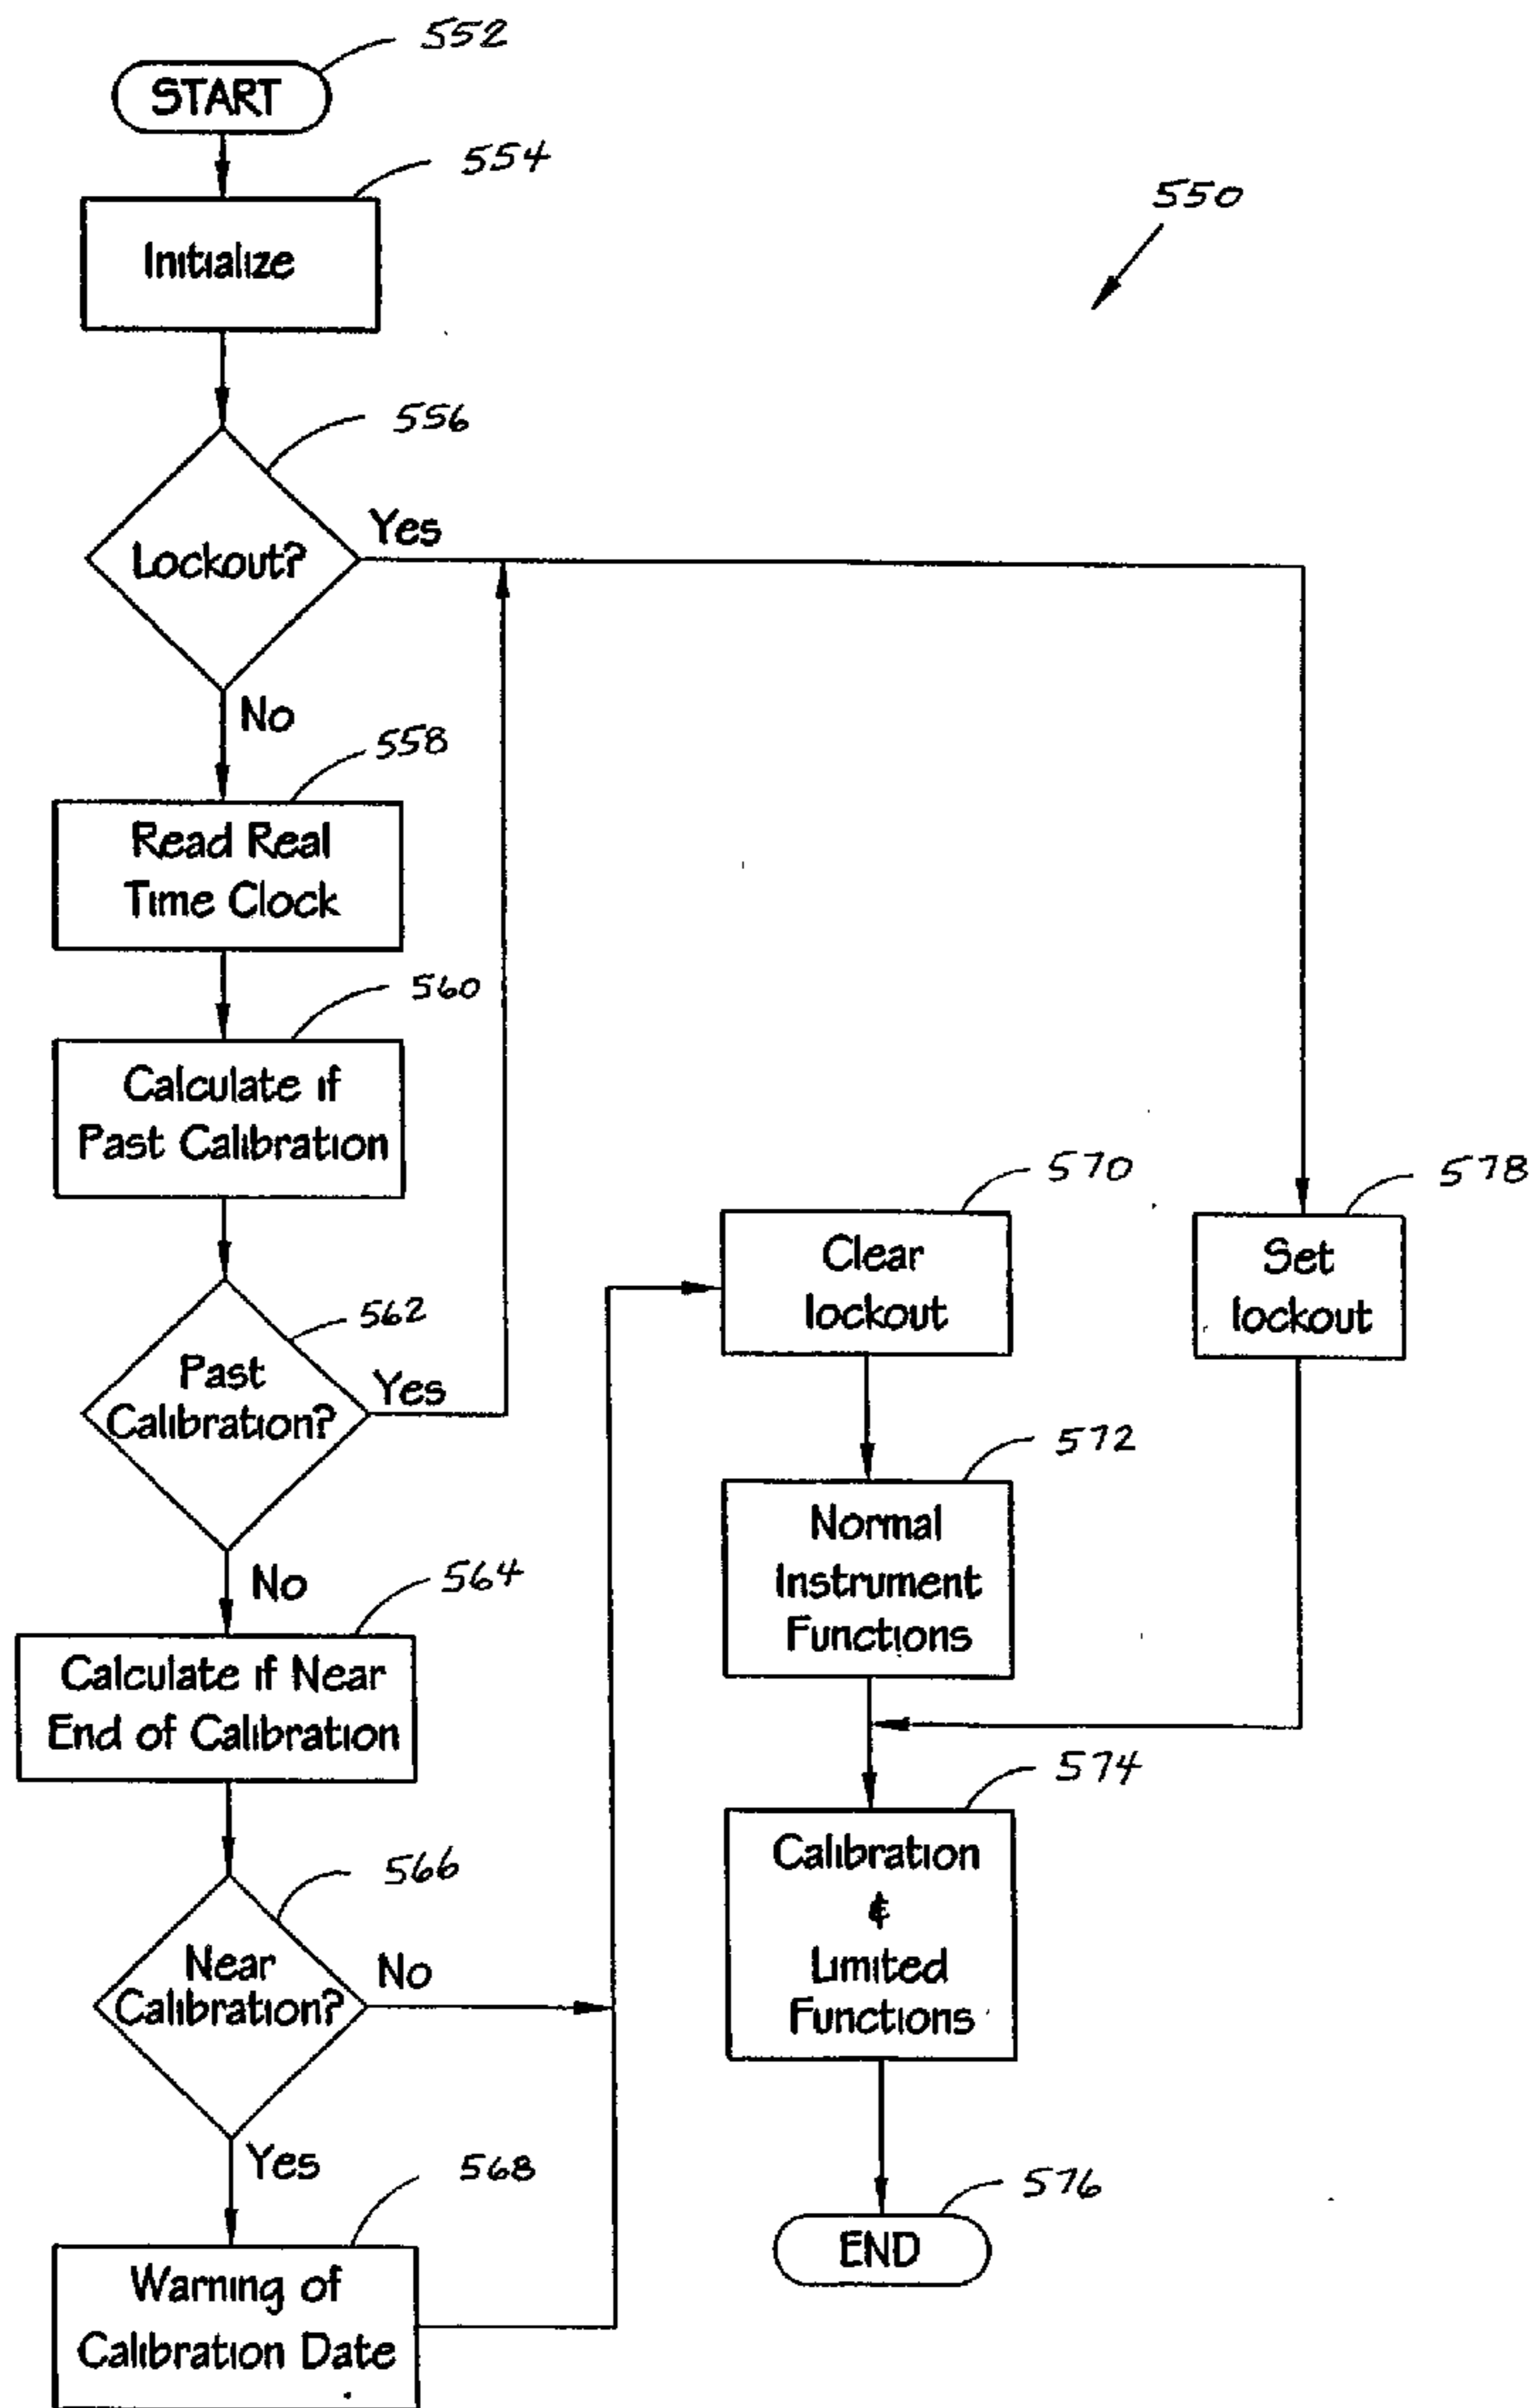 552
START
554
Initialize
550
556
Lockout?
Yes
No
558
Read Real
Time Clock
560
Calculate if
Past Calibration
562
Past
Calibration?
Yes
No
564
Calculate if Near
End of Calibration
566
Near
Calibration?
No
Yes
568
Warning of
Calibration Date
570
Clear
lockout
572
Normal
Instrument
Functions
574
Calibration
&
Limited
Functions
576
END
578
Set
lockout